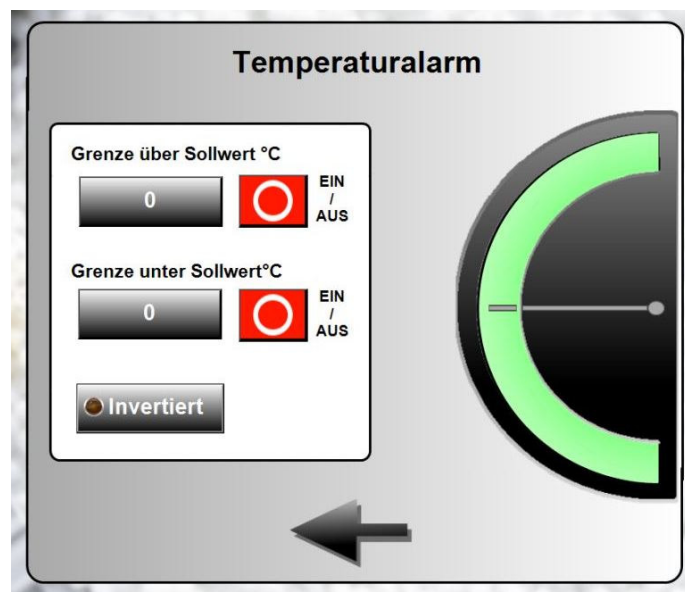 Temperaturalarm
Grenze über Sollwert °C
0
EIN
/
AUS
Grenze unter Sollwert°C
0
EIN
/
AUS
Invertiert